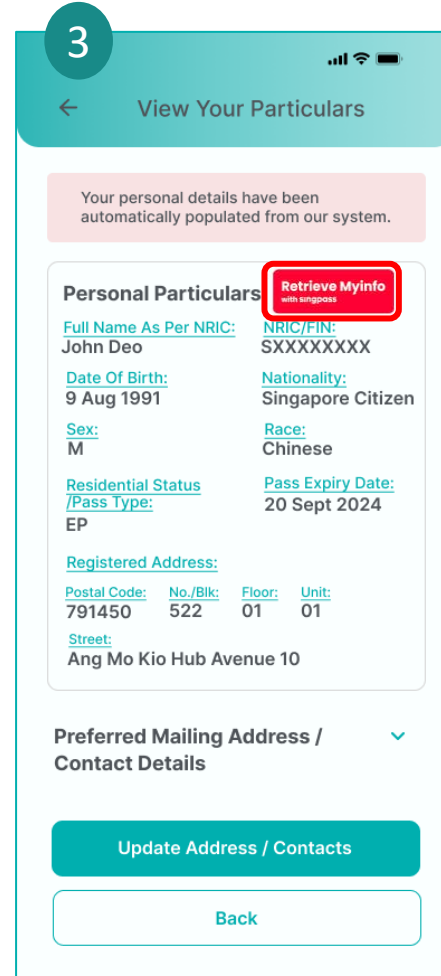 3
View Your Particulars
Your personal details have been
automatically populated from our system.
Personal Particulars
Retrieve Myinfo
with singpass
Full Name As Per NRIC: NRIC/FIN:
John Deo SXXXXXXXX
Date Of Birth: Nationality:
9 Aug 1991 Singapore Citizen
Sex: Race:
M Chinese
Residential Status
/Pass Type:
EP
Pass Expiry Date:
20 Sept 2024
Registered Address:
Postal Code: No./Blk: Floor: Unit:
791450 522 01 01
Street:
Ang Mo Kio Hub Avenue 10
Preferred Mailing Address /
Contact Details
Update Address / Contacts
Back